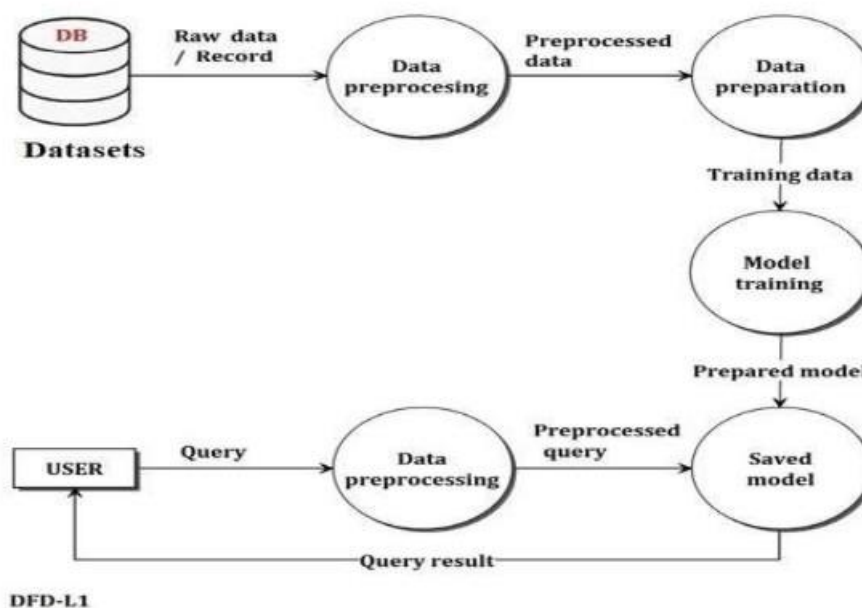 DB
Datasets
Raw data
/ Record
Data
preprocesing
Preprocessed
data
Data
preparation
Training data
Model
training
Prepared model
USER
Query
Data
preprocessing
Preprocessed
query
Saved
model
Query result
DFD-L1